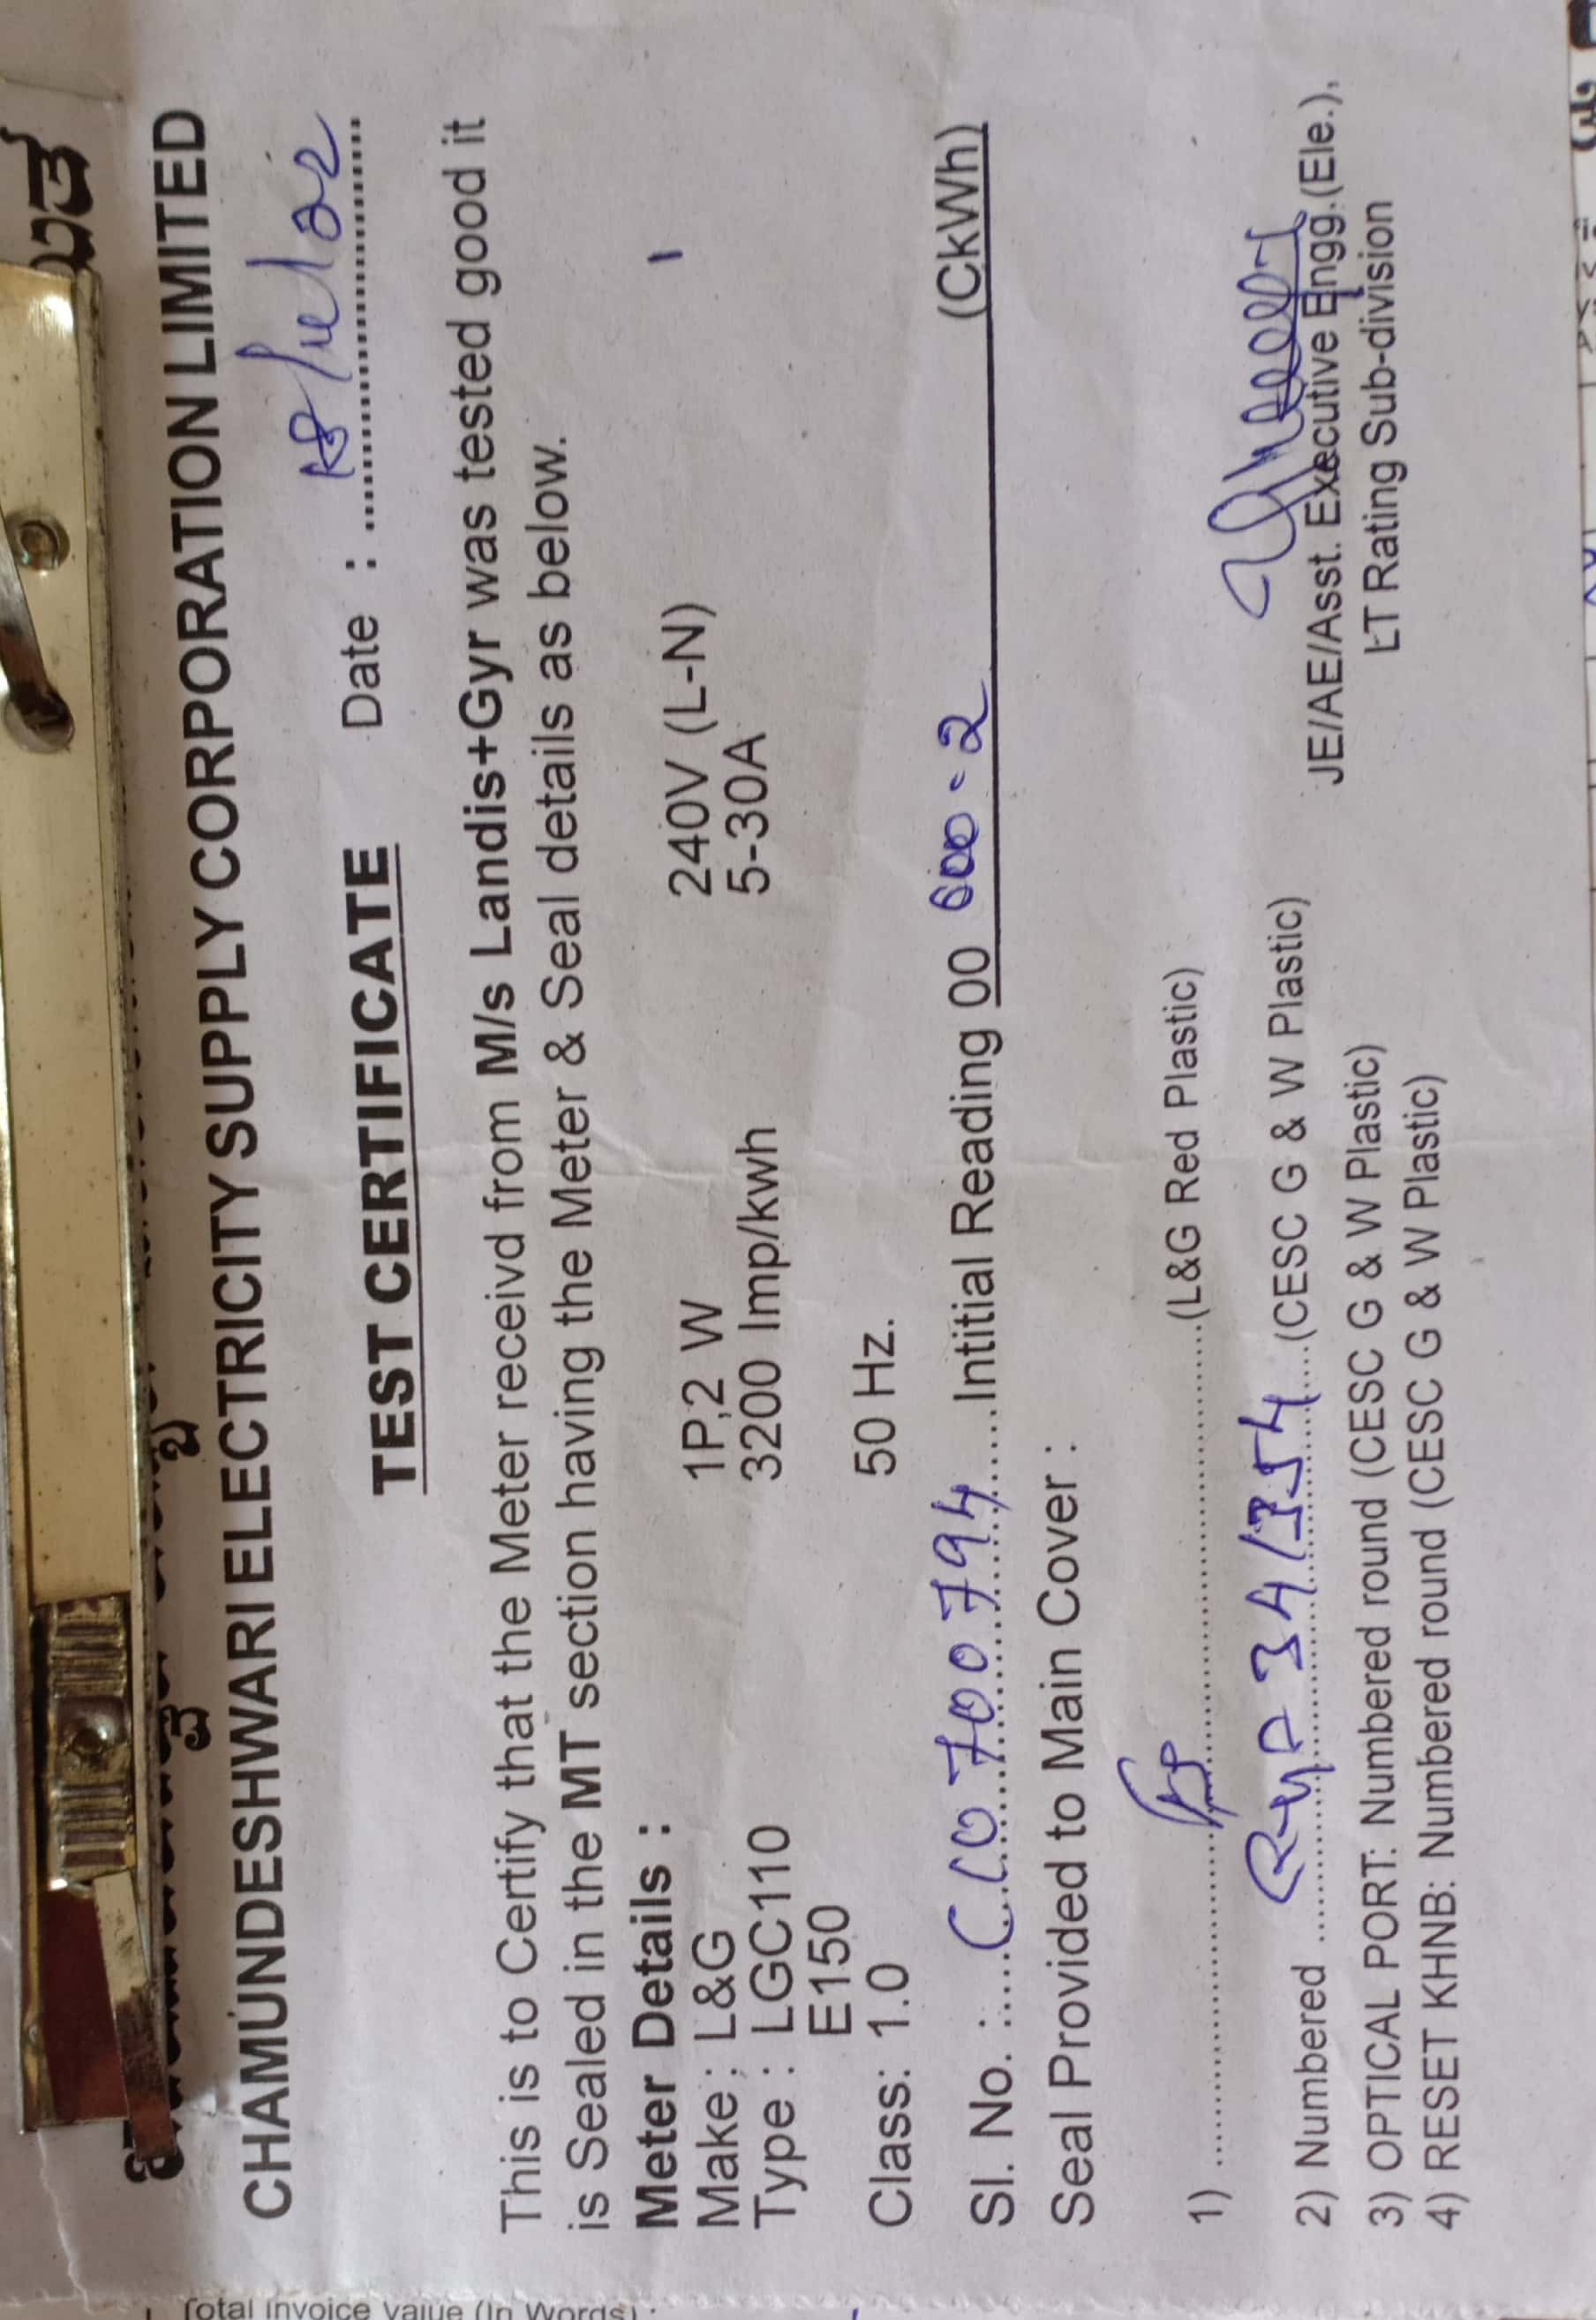 CHAMUNDESHWARI ELECTRICITY SUPPLY CORPORATION LIMITED
TEST CERTIFICATE Date :
This is to Certify that the Meter receivd from M/s Landis+Gyr was tested good it
is Sealed in the MT section having the Meter & Seal details as below.
Meter Details :
Make : L&G 1P,2 W 240V (L-N)
Type : LGC110 3200 Imp/kwh 5-30A
E150
Class: 1.0 50 Hz.
Sl. No. : C10700794 Intitial Reading 00 600.2 (CkWh)
Seal Provided to Main Cover :
1) (L&G Red Plastic)
2) Numbered (CESC G & W Plastic)
3) OPTICAL PORT: Numbered round (CESC G & W Plastic)
4) RESET KHNB: Numbered round (CESC G & W Plastic)
JE/AE/Asst. Executive Engg.(Ele.),
LT Rating Sub-division
Total Invoice Value (In Words) :